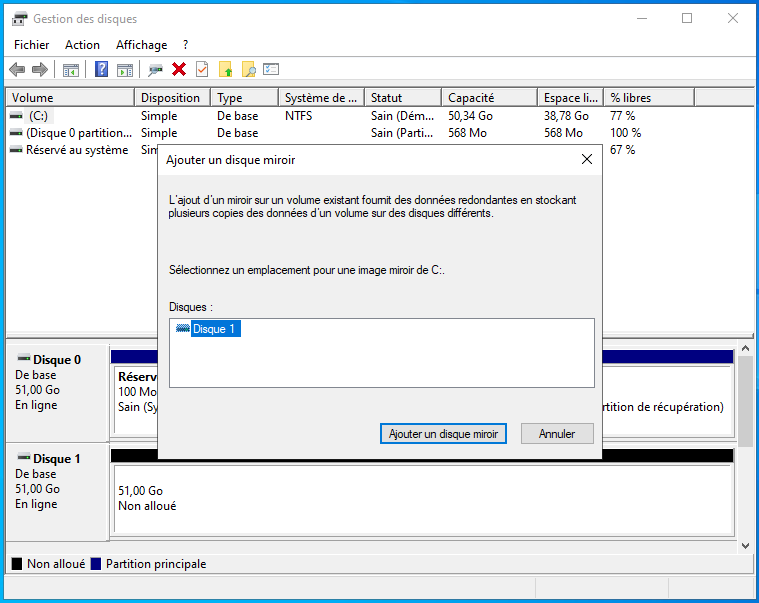 Gestion des disques
Fichier Action Affichage ?
Volume Disposition Type Système de ... Statut Capacité Espace li... % libres
(C:) Simple De base NTFS Sain (Dém... 50,34 Go 38,78 Go 77 %
(Disque 0 partition... Simple De base Sain (Parti... 568 Mo 568 Mo 100 %
Réservé au système 67 %
Ajouter un disque miroir
L'ajout d'un miroir sur un volume existant fournit des données redondantes en stockant
plusieurs copies des données d'un volume sur des disques différents.
Sélectionnez un emplacement pour une image miroir de C:.
Disques :
Disque 1
Ajouter un disque miroir Annuler
Disque 0
De base
51,00 Go
En ligne
Réserv
100 Mo
Sain (Sy
rtition de récupération)
Disque 1
De base
51,00 Go
En ligne
51,00 Go
Non alloué
Non alloué Partition principale